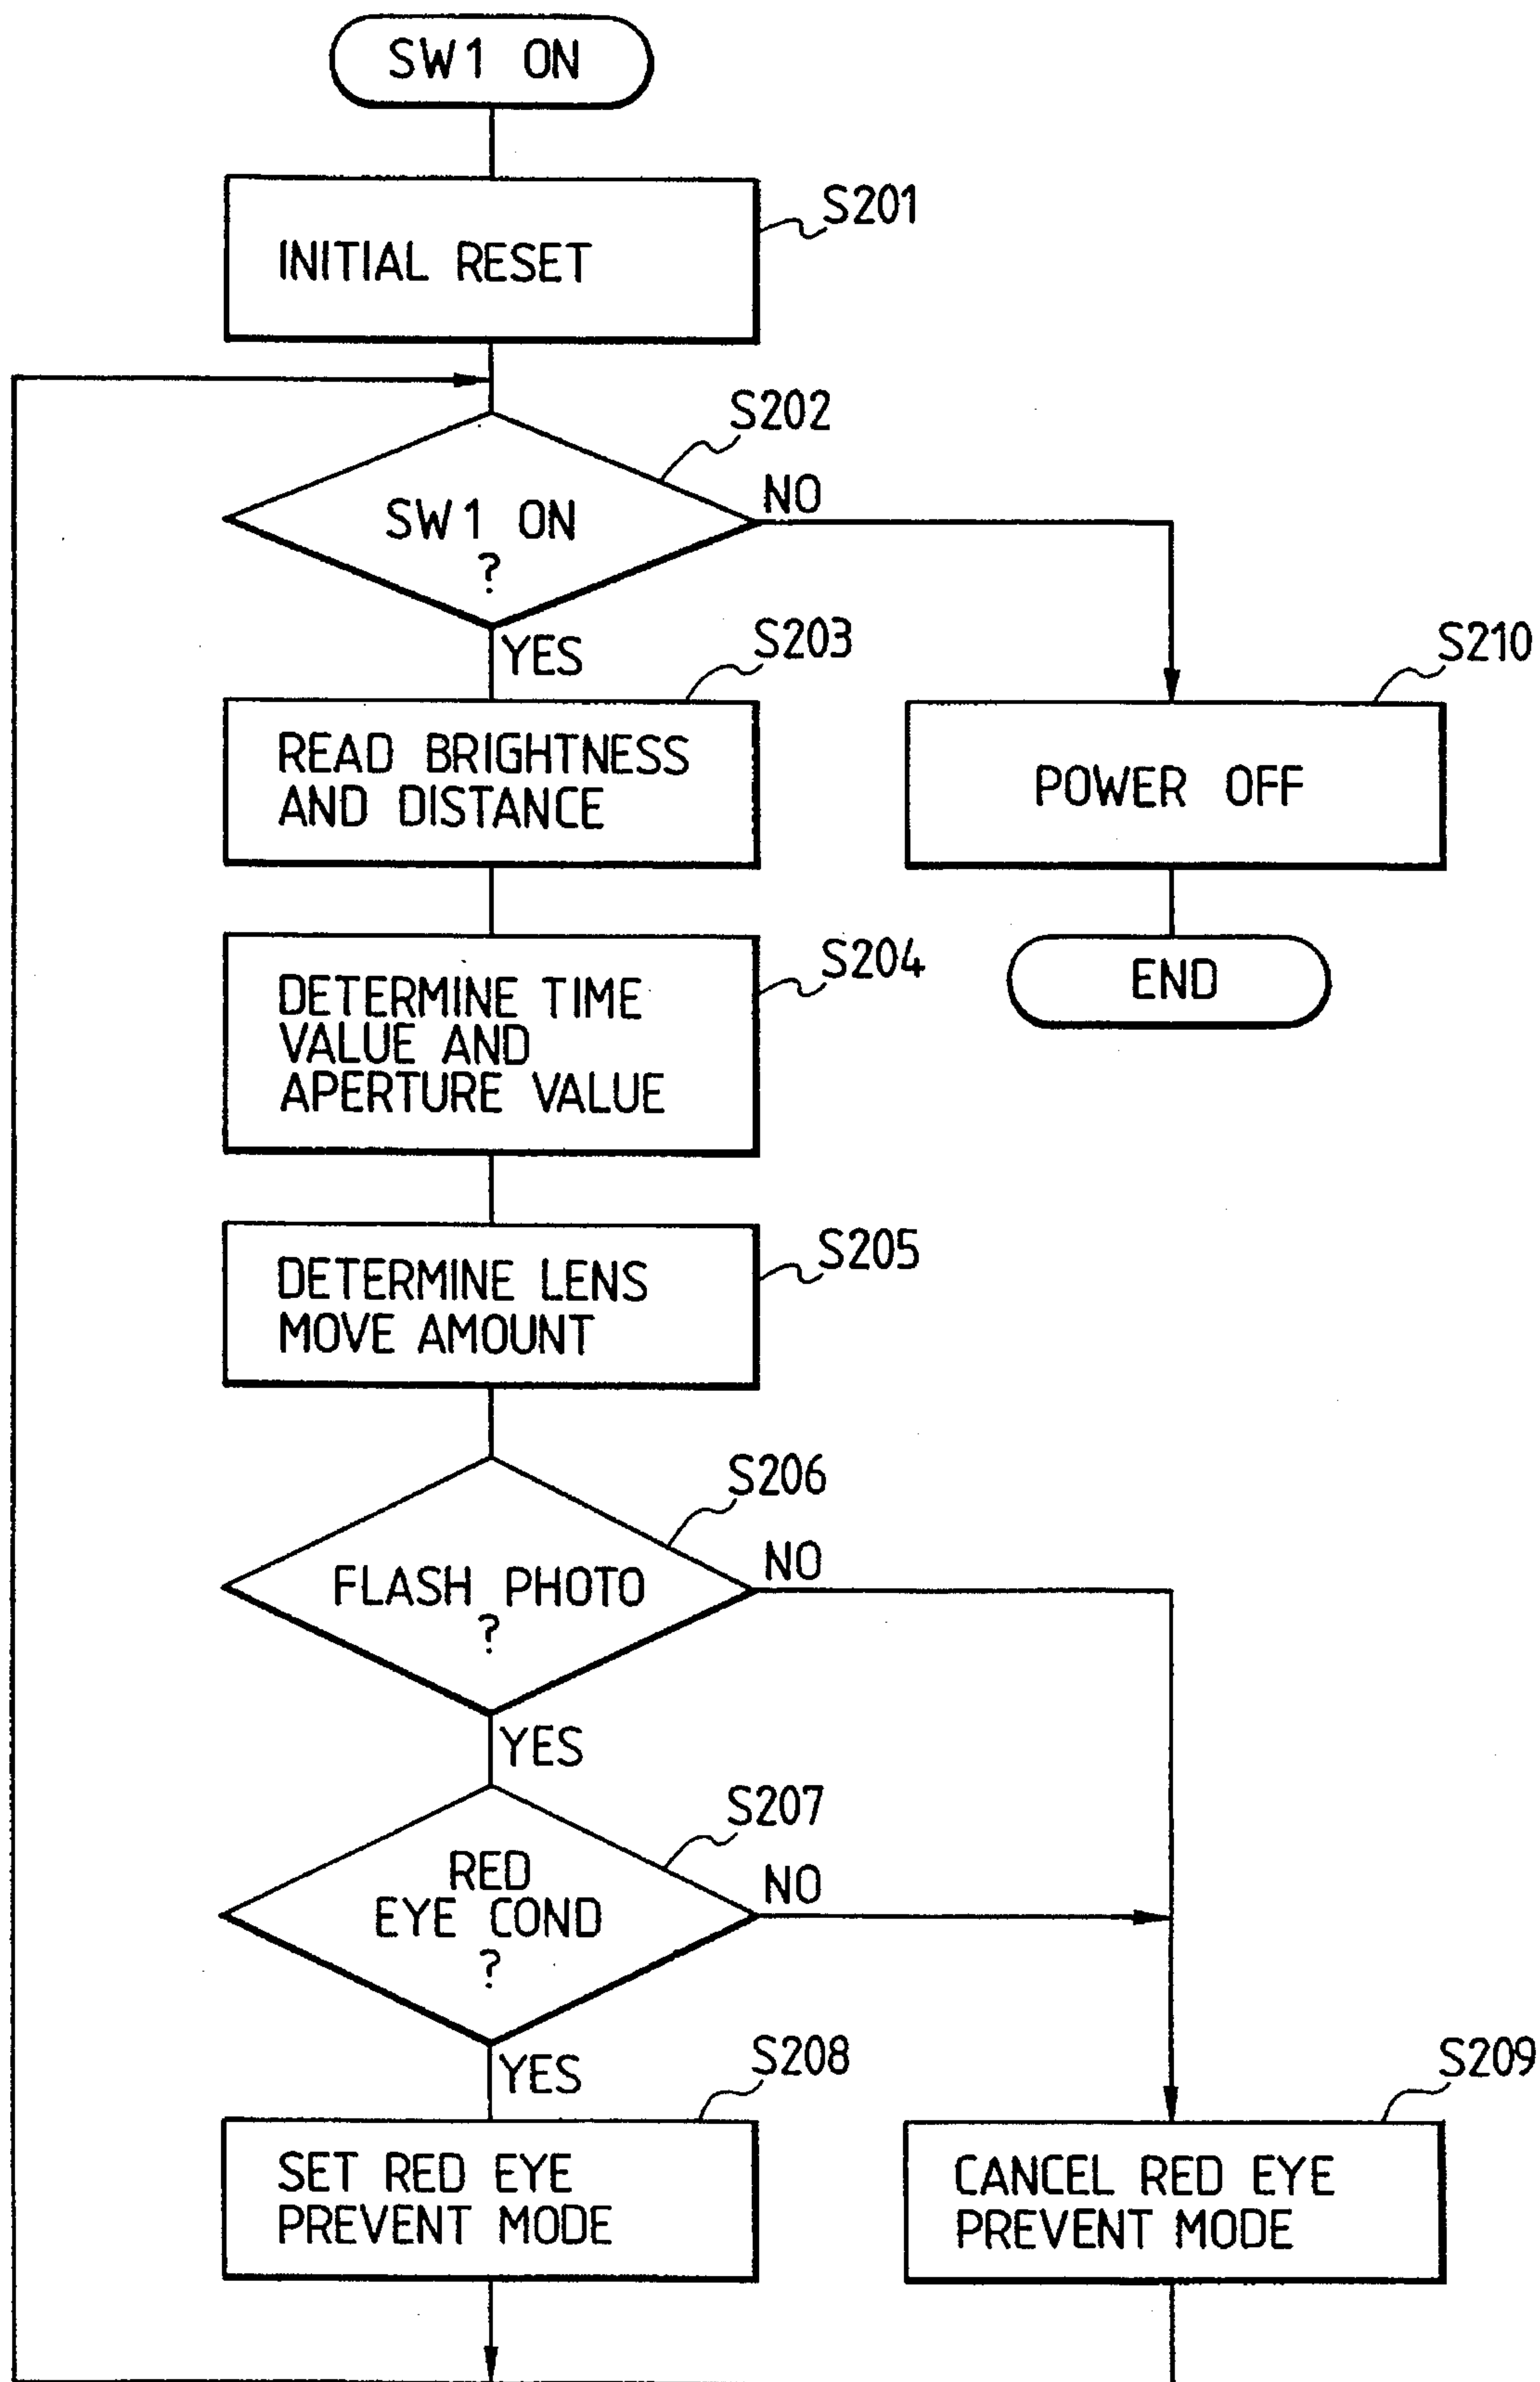 SW1 ON
S201
INITIAL RESET
S202
SW1 ON
?
NO
YES
S203
READ BRIGHTNESS
AND DISTANCE
S210
POWER OFF
END
S204
DETERMINE TIME
VALUE AND
APERTURE VALUE
S205
DETERMINE LENS
MOVE AMOUNT
S206
FLASH PHOTO
?
NO
YES
S207
RED
EYE COND
?
NO
YES
S208
SET RED EYE
PREVENT MODE
S209
CANCEL RED EYE
PREVENT MODE